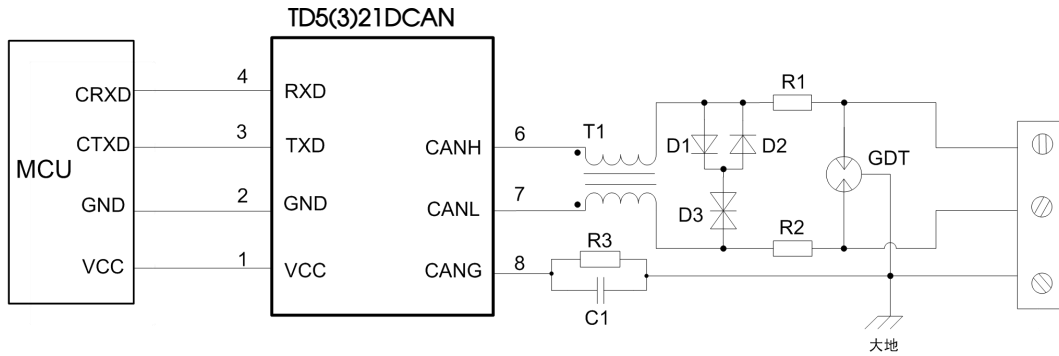 TD5(3)21DCAN
MCU
CRXD 4 RXD
CTXD 3 TXD
GND 2 GND
VCC 1 VCC
CANH 6
CANL 7
CANG 8
T1
D1
D2
D3
R1
R2
GDT
R3
C1
大地